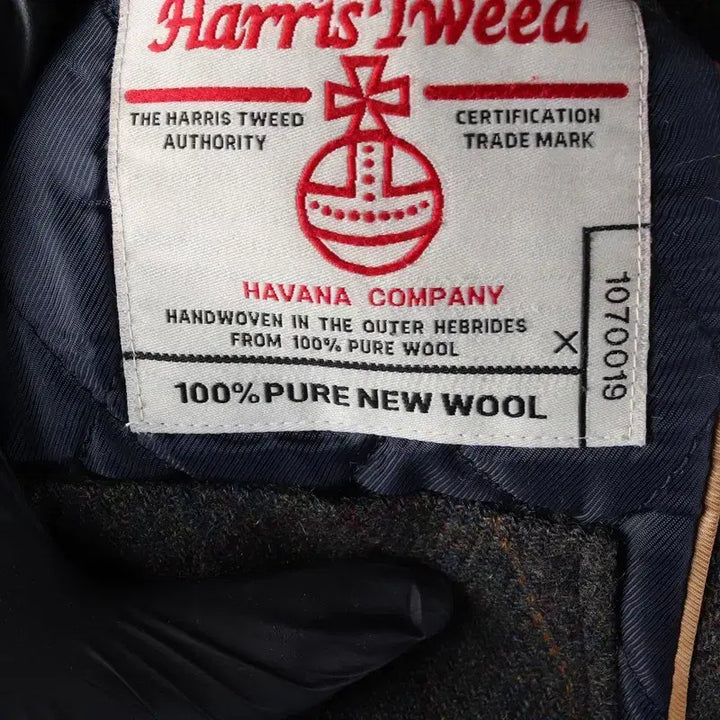 Harris Tweed
THE HARRIS TWEED
AUTHORITY
CERTIFICATION
TRADE MARK
HAVANA COMPANY
HANDWOVEN IN THE OUTER HEBRIDES
FROM 100% PURE WOOL
X
100% PURE NEW WOOL
1070019